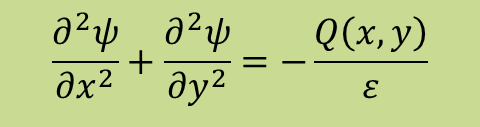 ∂²ψ/∂x² + ∂²ψ/∂y² = − Q(x, y)/ε